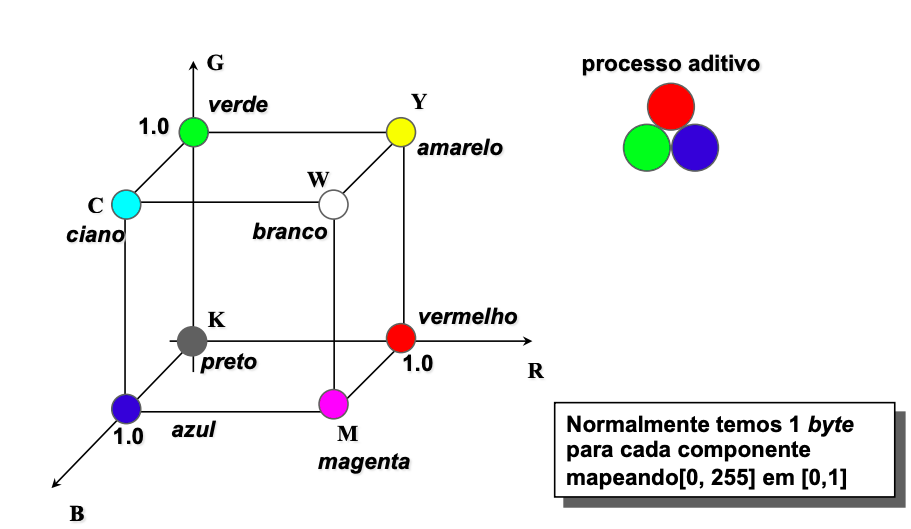 G
processo aditivo
verde
Y
1.0
amarelo
W
C
ciano
branco
K
vermelho
preto
1.0
R
azul
1.0
M
magenta
B
Normalmente temos 1 byte
para cada componente
mapeando[0, 255] em [0,1]